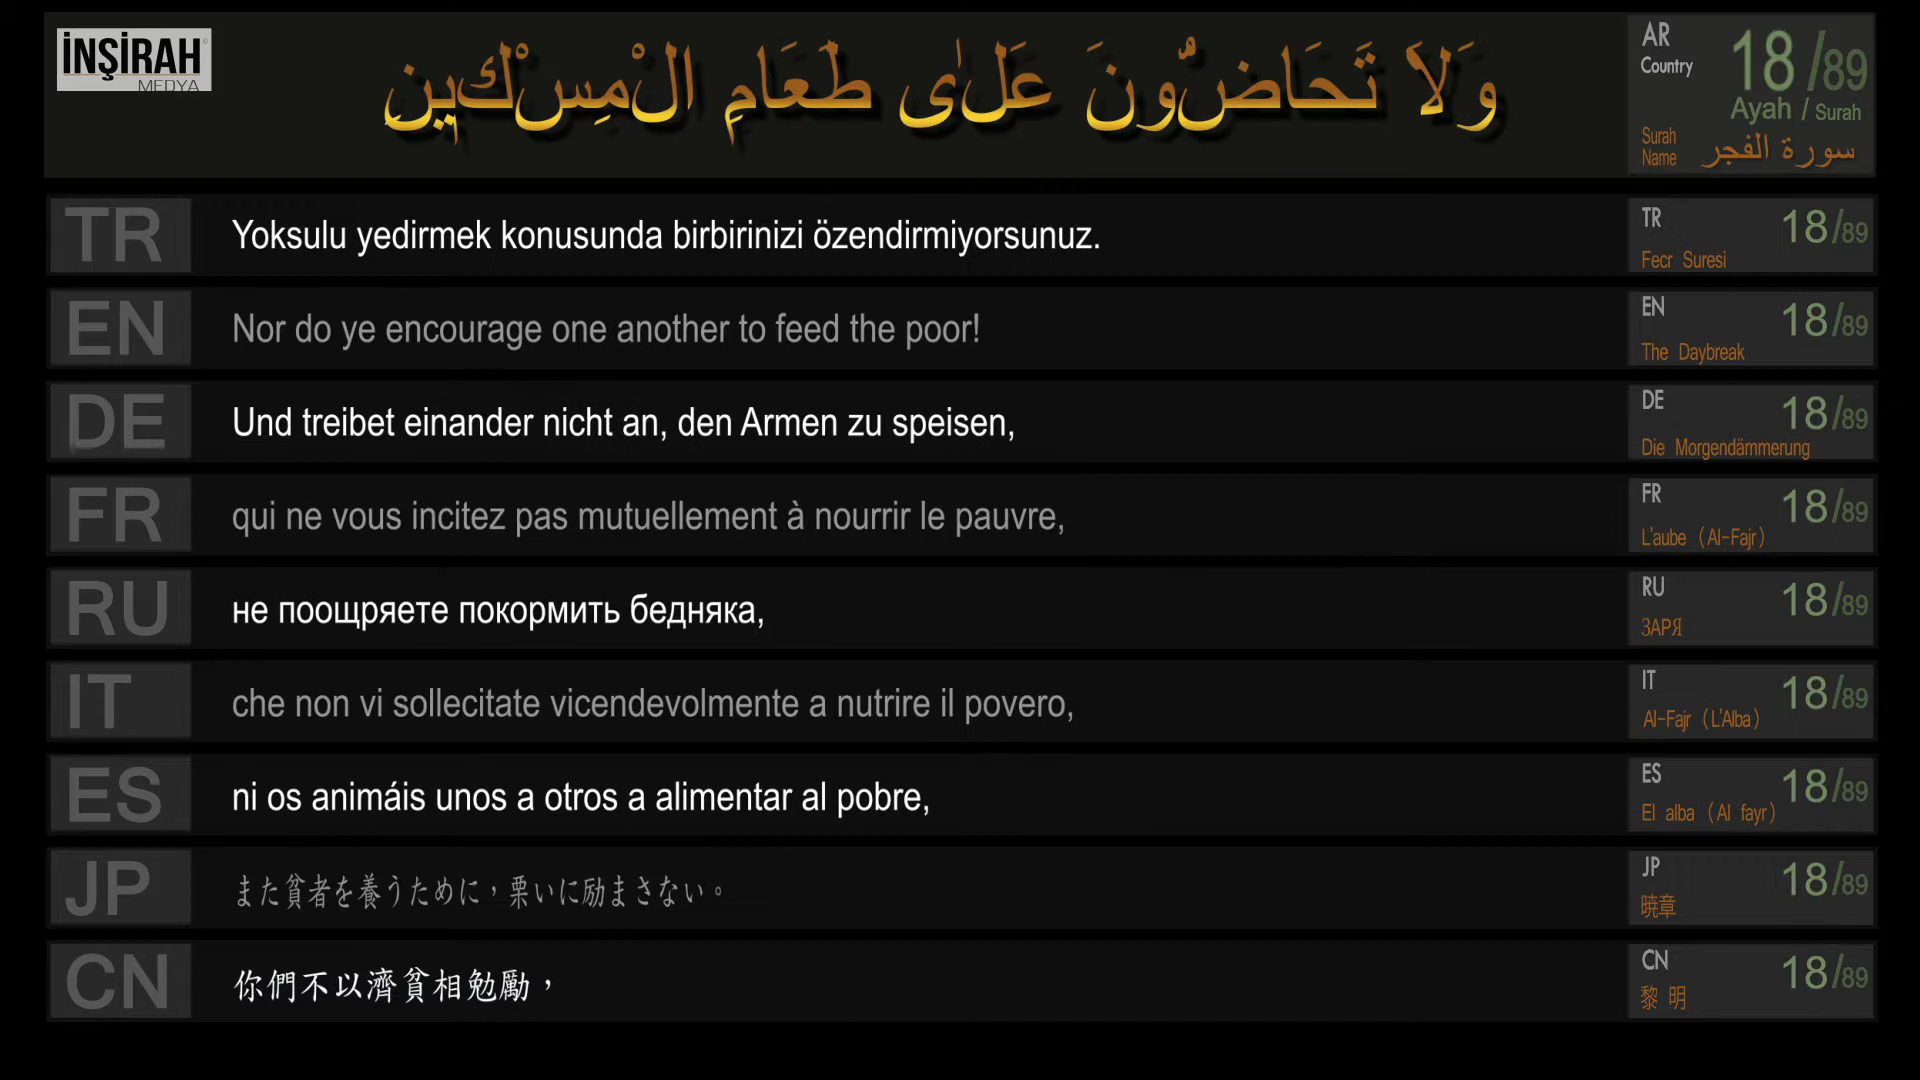 İNŞİRAH
MEDYA
وَلَا تَحَاضُّونَ عَلٰى طَعَامِ الْمِسْكٖينِ
AR
Country
18/89
Ayah / Surah
Surah Name
سورة الفجر
TR
Yoksulu yedirmek konusunda birbirinizi özendirmiyorsunuz.
TR
18/89
Fecr Suresi
EN
Nor do ye encourage one another to feed the poor!
EN
18/89
The Daybreak
DE
Und treibet einander nicht an, den Armen zu speisen,
DE
18/89
Die Morgendämmerung
FR
qui ne vous incitez pas mutuellement à nourrir le pauvre,
FR
18/89
L'aube (Al-Fajr)
RU
не поощряете покормить бедняка,
RU
18/89
ЗАРЯ
IT
che non vi sollecitate vicendevolmente a nutrire il povero,
IT
18/89
Al-Fajr (L'Alba)
ES
ni os animáis unos a otros a alimentar al pobre,
ES
18/89
El alba (Al fayr)
JP
また貧者を養うために，栗いに励まさない。
JP
18/89
暁章
CN
你們不以濟貧相勉勵，
CN
18/89
黎 明